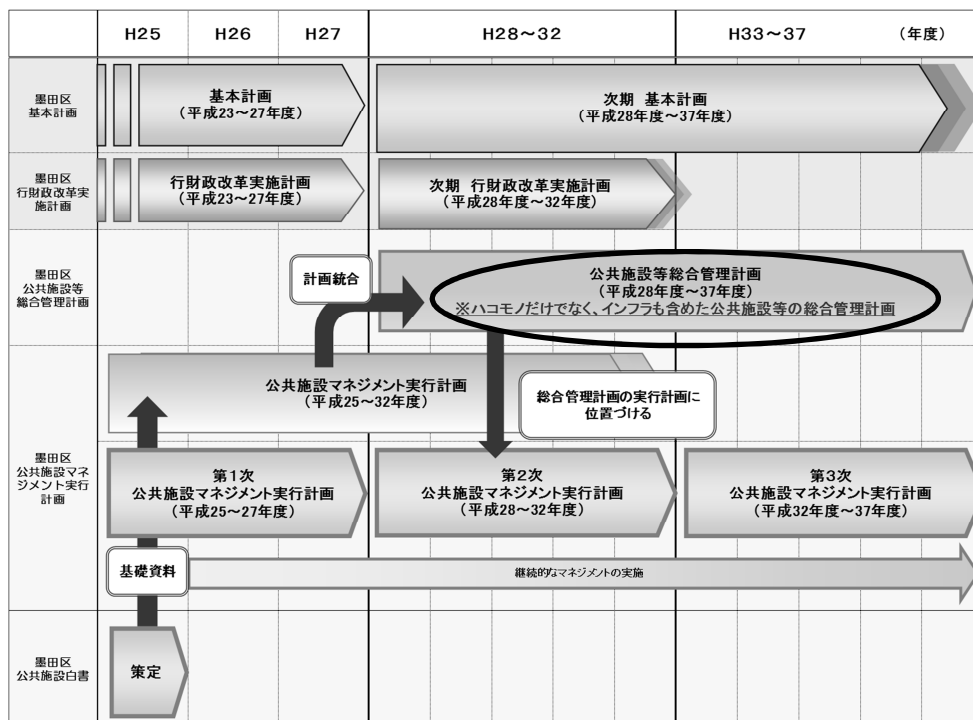 H25 H26 H27 H28～32 H33～37 （年度）
墨田区
基本計画
基本計画
（平成23～27年度）
次期 基本計画
（平成28年度～37年度）
墨田区
行財政改革実
施計画
行財政改革実施計画
（平成23～27年度）
次期 行財政改革実施計画
（平成28年度～32年度）
墨田区
公共施設等
総合管理計画
計画統合
公共施設等総合管理計画
（平成28年度～37年度）
※ハコモノだけでなく、インフラも含めた公共施設等の総合管理計画
墨田区
公共施設マネ
ジメント実行
計画
公共施設マネジメント実行計画
（平成25～32年度）
総合管理計画の実行計画に
位置づける
第1次
公共施設マネジメント実行計画
（平成25～27年度）
第2次
公共施設マネジメント実行計画
（平成28～32年度）
第3次
公共施設マネジメント実行計画
（平成32年度～37年度）
基礎資料
継続的なマネジメントの実施
墨田区
公共施設白書
策定